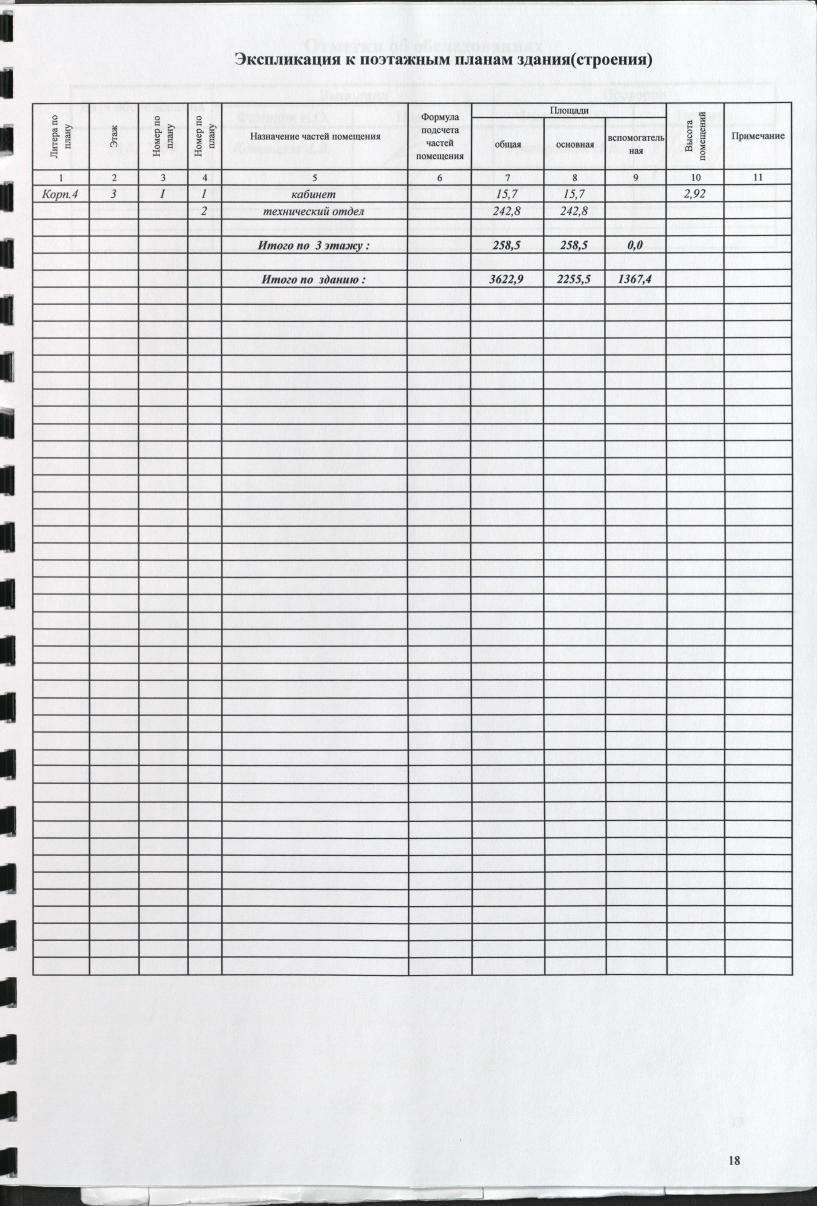 Экспликация к поэтажным планам здания(строения)
Литера по плану | Этаж | Номер по плану | Номер по плану | Назначение частей помещения | Формула подсчета частей помещения | Площади | Высота помещений | Примечание
общая | основная | вспомогатель ная
1 | 2 | 3 | 4 | 5 | 6 | 7 | 8 | 9 | 10 | 11
Корп.4 | 3 | I | 1 | кабинет | 15,7 | 15,7 | 2,92
2 | технический отдел | 242,8 | 242,8
Итого по 3 этажу : | 258,5 | 258,5 | 0,0
Итого по зданию : | 3622,9 | 2255,5 | 1367,4
18